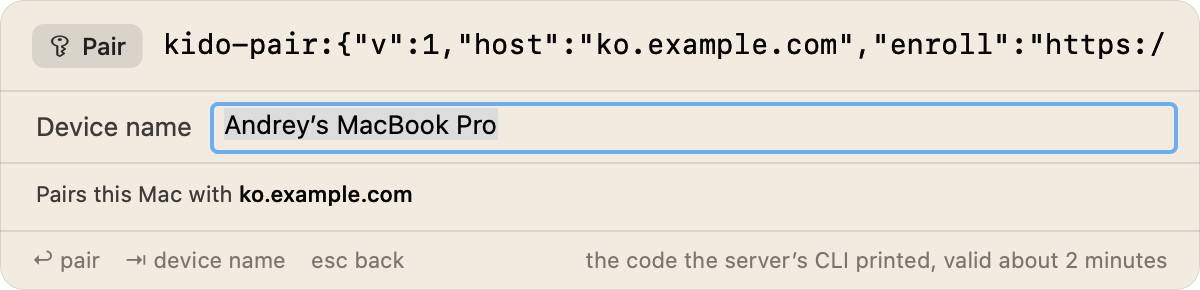 Pair kido-pair:{"v":1,"host":"ko.example.com","enroll":"https:/
Device name Andrey’s MacBook Pro
Pairs this Mac with ko.example.com
↩ pair ⇥ device name esc back the code the server’s CLI printed, valid about 2 minutes